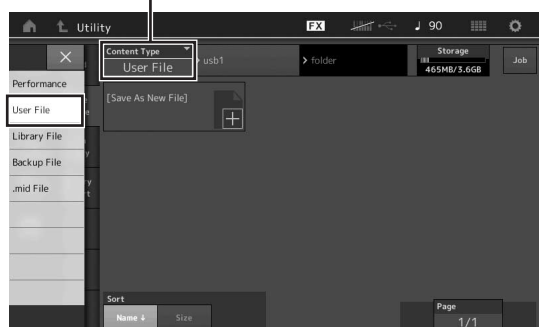 Utility
FX
90
Content Type
User File
usb1
> folder
Storage
465MB/3.6GB
Job
Performance
User File
Library File
Backup File
.mid File
[Save As New File]
Sort
Name
Size
Page
1/1